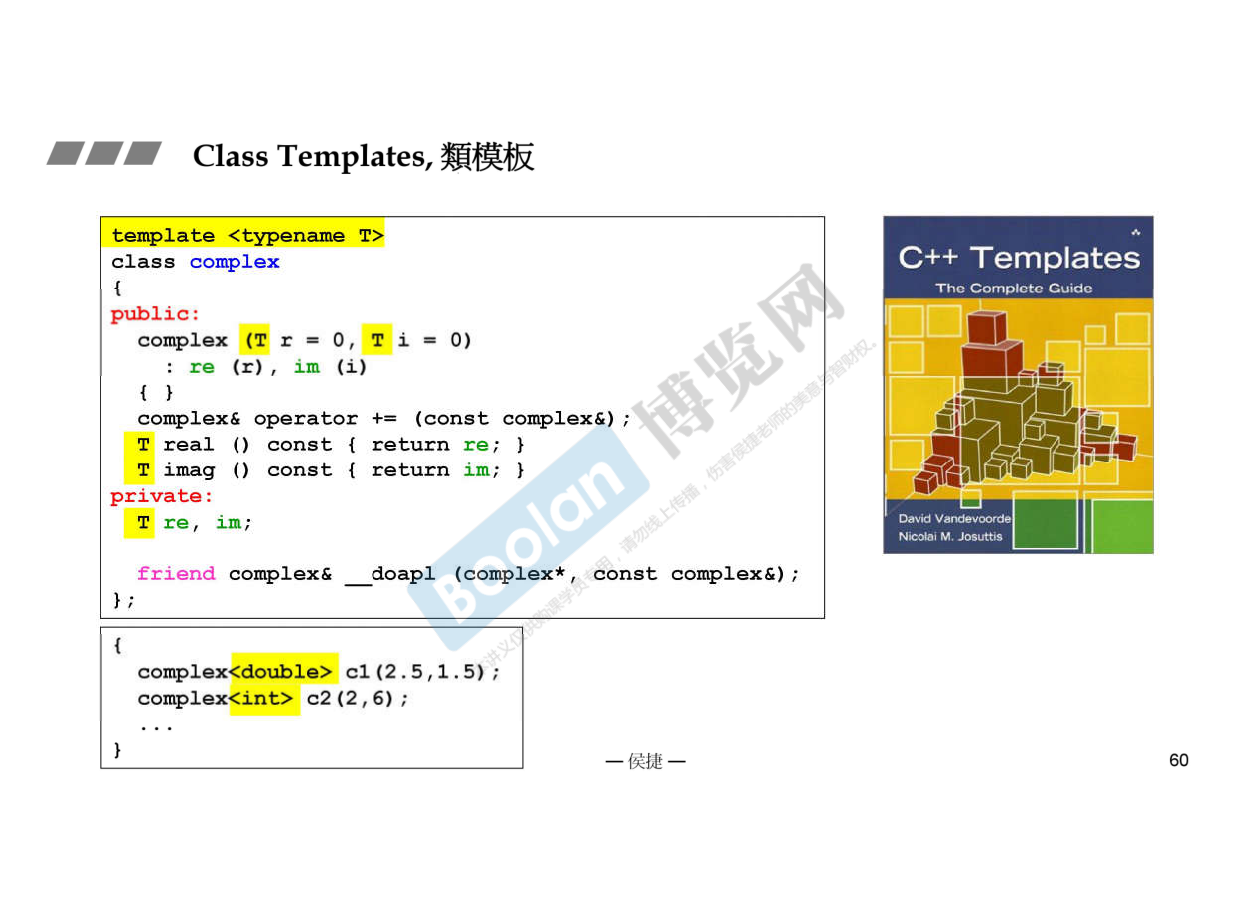 Class Templates, 類模板
template <typename T>
class complex
{
public:
  complex (T r = 0, T i = 0)
    : re (r), im (i)
  { }
  complex& operator += (const complex&);
  T real () const { return re; }
  T imag () const { return im; }
private:
  T re, im;
  friend complex& __doapl (complex*, const complex&);
};
{
  complex<double> c1(2.5,1.5);
  complex<int> c2(2,6);
  ...
}
C++ Templates
The Complete Guide
David Vandevoorde
Nicolai M. Josuttis
Boolan 博览网
讲义仅供购课学员专用，请勿线上传播，伤害侯捷老师的美意与智财权。
— 侯捷 —
60